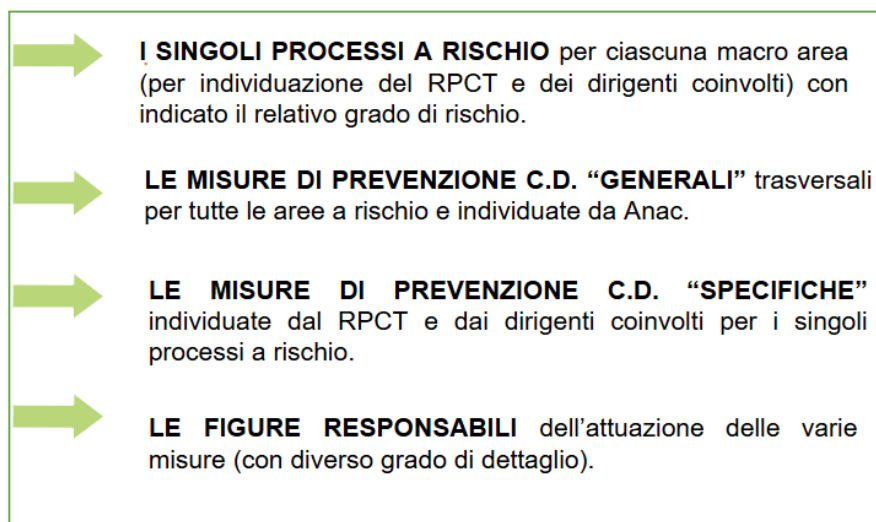 I SINGOLI PROCESSI A RISCHIO per ciascuna macro area
(per individuazione del RPCT e dei dirigenti coinvolti) con
indicato il relativo grado di rischio.
LE MISURE DI PREVENZIONE C.D. “GENERALI” trasversali
per tutte le aree a rischio e individuate da Anac.
LE MISURE DI PREVENZIONE C.D. “SPECIFICHE”
individuate dal RPCT e dai dirigenti coinvolti per i singoli
processi a rischio.
LE FIGURE RESPONSABILI dell’attuazione delle varie
misure (con diverso grado di dettaglio).